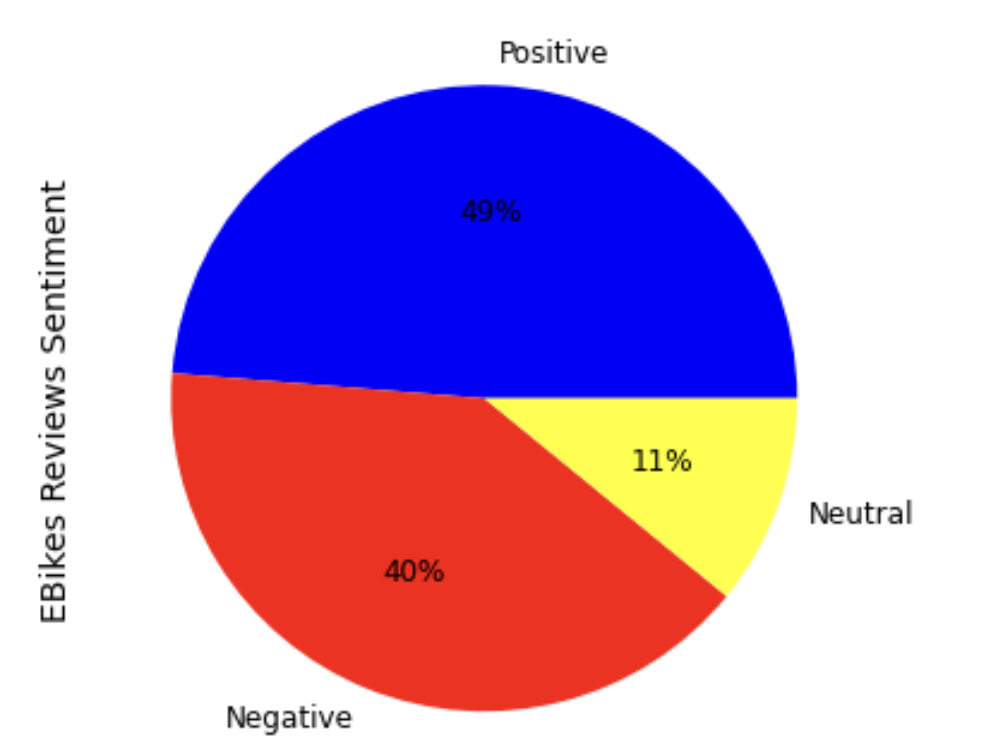 Positive
49%
EBikes Reviews Sentiment
11%
Neutral
40%
Negative